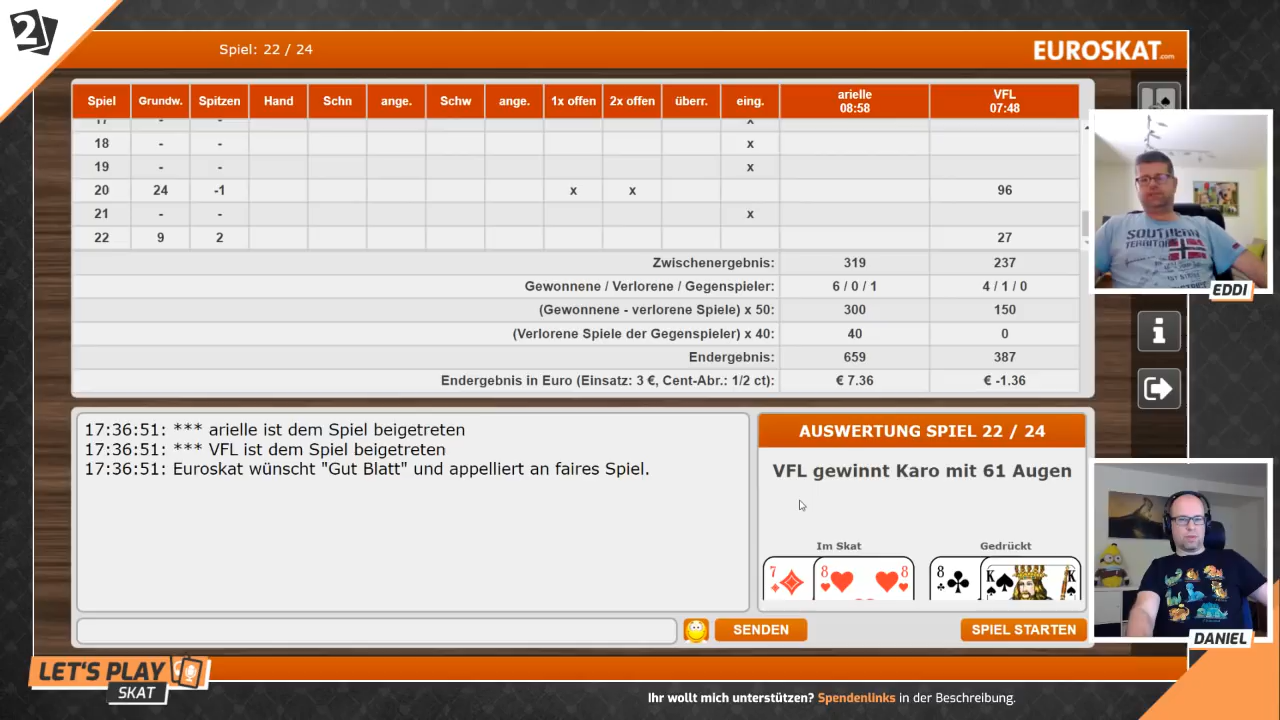 2
Spiel: 22 / 24
EUROSKAT.com
Spiel Grundw. Spitzen Hand Schn ange. Schw ange. 1x offen 2x offen überr. eing. arielle 08:58 VFL 07:48
17 - - x
18 - - x
19 - - x
20 24 -1 x x 96
21 - - x
22 9 2 27
Zwischenergebnis: 319 237
Gewonnene / Verlorene / Gegenspieler: 6 / 0 / 1 4 / 1 / 0
(Gewonnene - verlorene Spiele) x 50: 300 150
(Verlorene Spiele der Gegenspieler) x 40: 40 0
Endergebnis: 659 387
Endergebnis in Euro (Einsatz: 3 €, Cent-Abr.: 1/2 ct): € 7.36 € -1.36
SOUTHERN
TERRITORY
EDDI
17:36:51: *** arielle ist dem Spiel beigetreten
17:36:51: *** VFL ist dem Spiel beigetreten
17:36:51: Euroskat wünscht "Gut Blatt" und appelliert an faires Spiel.
AUSWERTUNG SPIEL 22 / 24
VFL gewinnt Karo mit 61 Augen
Im Skat Gedrückt
7 8 8 8 K K
SENDEN
SPIEL STARTEN
DANIEL
LET'S PLAY
SKAT
Ihr wollt mich unterstützen? Spendenlinks in der Beschreibung.